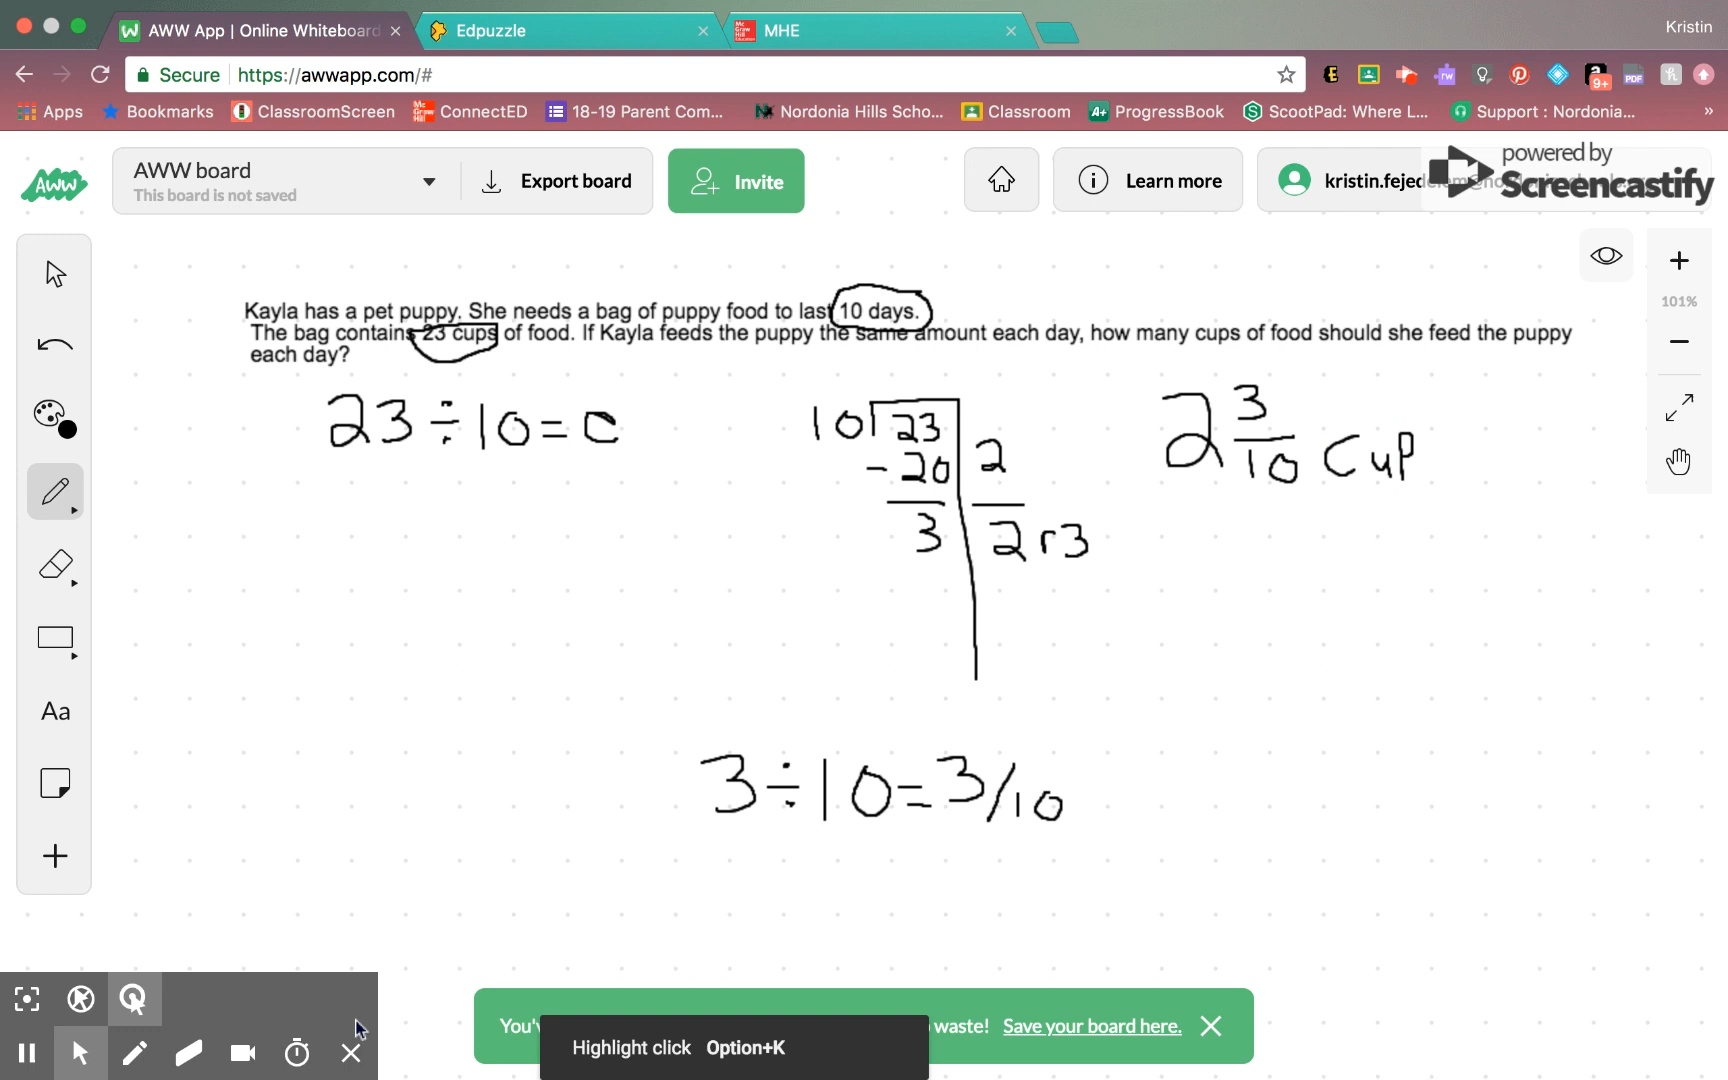 AWW App | Online Whiteboard
Edpuzzle
MHE
Kristin
Secure
https://awwapp.com/#
Apps
Bookmarks
ClassroomScreen
ConnectED
18-19 Parent Com...
Nordonia Hills Scho...
Classroom
ProgressBook
ScootPad: Where L...
Support : Nordonia...
»
AWW
AWW board
This board is not saved
Export board
Invite
Learn more
kristin.fejed
powered by
Screencastify
101%
Kayla has a pet puppy. She needs a bag of puppy food to last 10 days.
The bag contains 23 cups of food. If Kayla feeds the puppy the same amount each day, how many cups of food should she feed the puppy
each day?
23 ÷ 10 = c
10 23
- 20 2
3 2 r3
2 3/10 cup
3 ÷ 10 = 3/10
Aa
You'v
waste! Save your board here.
Highlight click Option+K